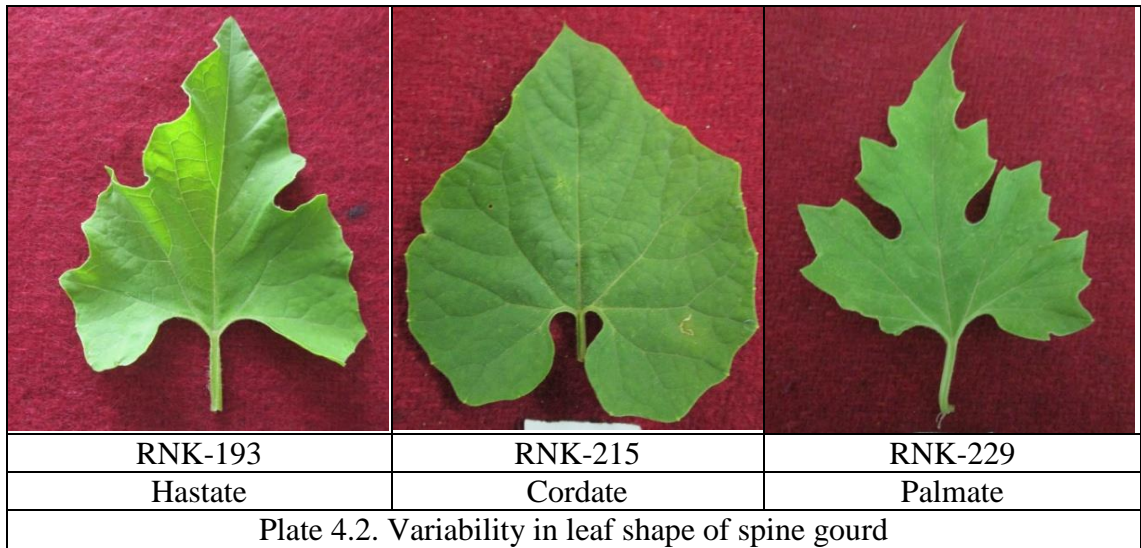 RNK-193 RNK-215 RNK-229
Hastate Cordate Palmate
Plate 4.2. Variability in leaf shape of spine gourd